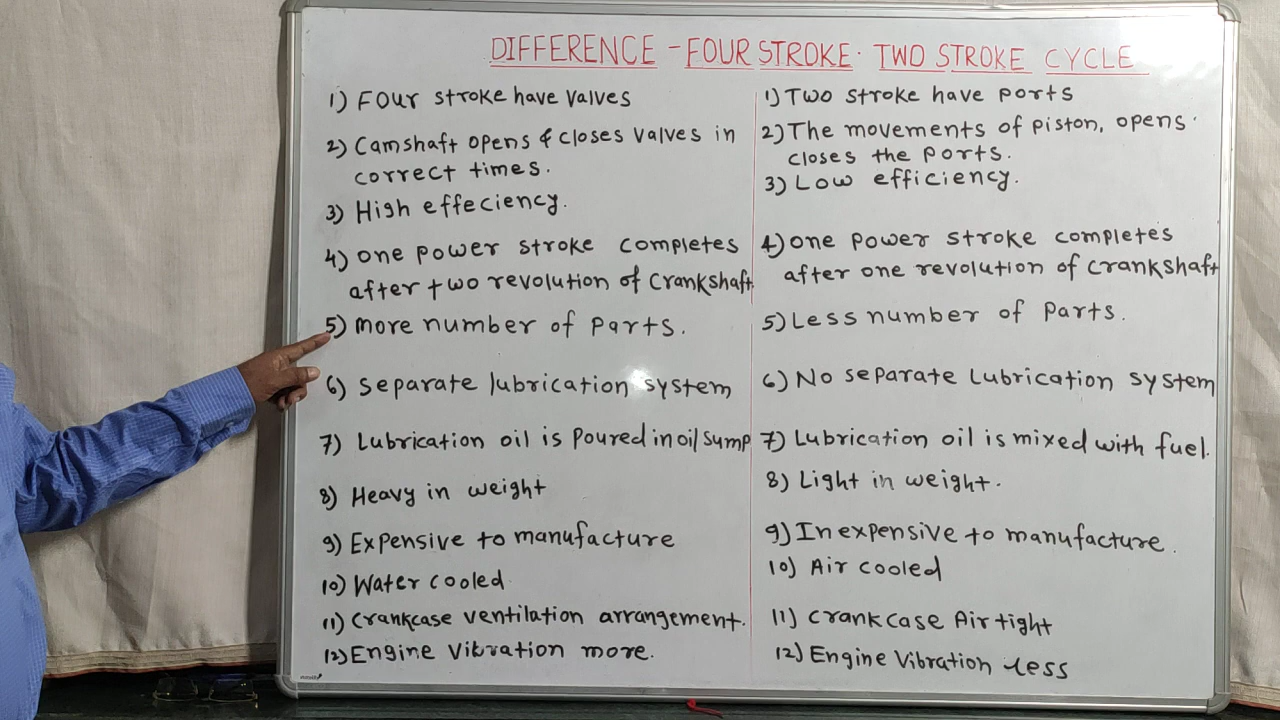 DIFFERENCE - FOUR STROKE · TWO STROKE CYCLE
1) Four stroke have valves
2) Camshaft opens & closes valves in
correct times.
3) High effeciency.
4) One power stroke completes
after two revolution of crankshaft
5) More number of parts.
6) Separate lubrication system
7) Lubrication oil is poured in oil sump
8) Heavy in weight
9) Expensive to manufacture
10) Water cooled
11) Crankcase ventilation arrangement.
12) Engine vibration more.
1) Two stroke have ports
2) The movements of piston, opens
closes the ports.
3) Low efficiency.
4) One power stroke completes
after one revolution of crankshaft
5) Less number of parts.
6) No separate lubrication system
7) Lubrication oil is mixed with fuel.
8) Light in weight.
9) Inexpensive to manufacture.
10) Air cooled
11) Crankcase Air tight
12) Engine Vibration less